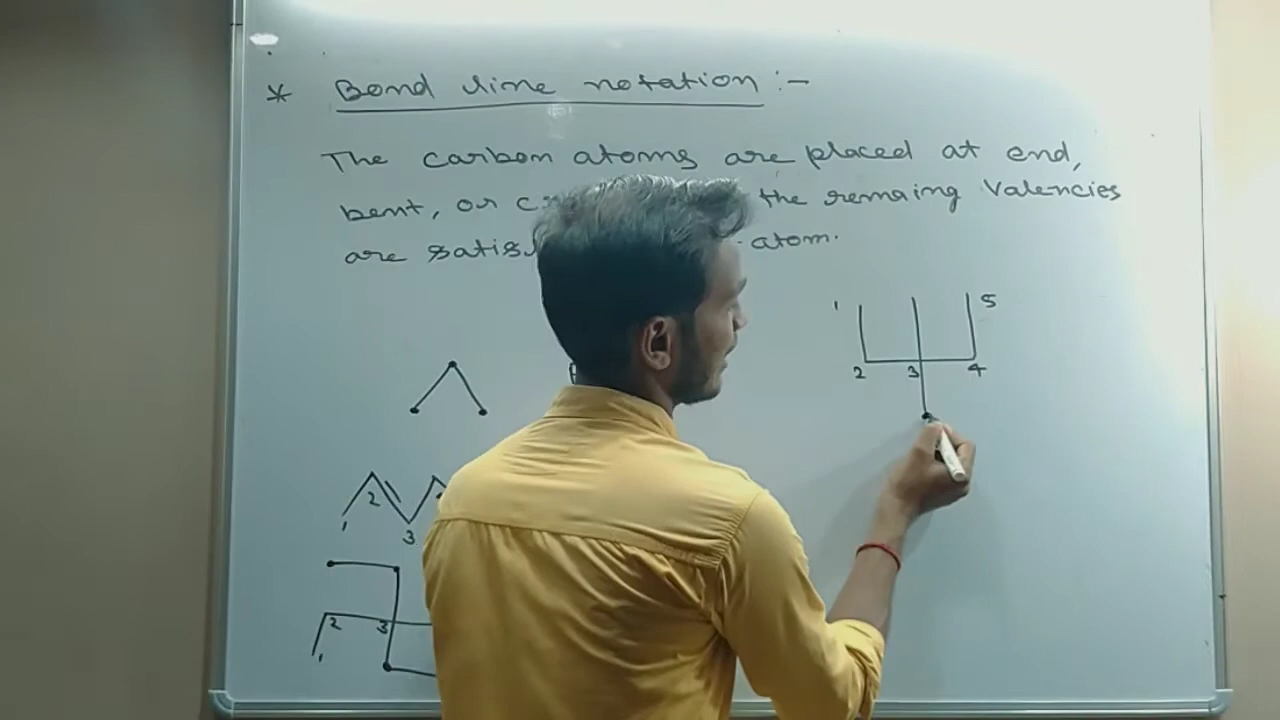 * Bond line notation :-
The carbon atoms are placed at end,
bent, or the remaing valencies
are atom.
1 5
2 3 4
2
1 3
2 3
1